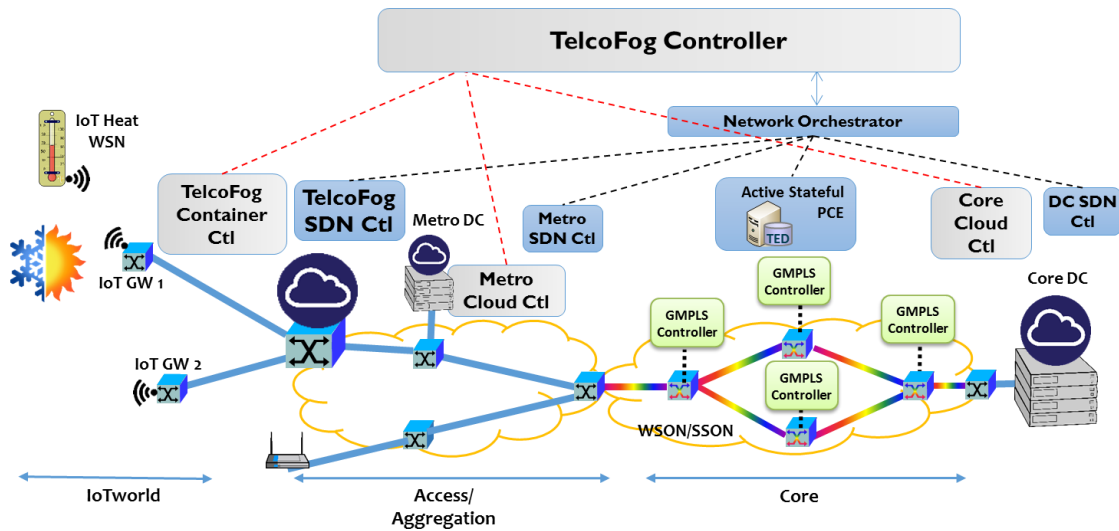 TelcoFog Controller
IoT Heat
WSN
Network Orchestrator
TelcoFog
Container
Ctl
TelcoFog
SDN Ctl
Metro DC
Metro
SDN Ctl
Active Stateful
PCE
TED
Core
Cloud
Ctl
DC SDN
Ctl
IoT GW 1
Metro
Cloud Ctl
GMPLS
Controller
GMPLS
Controller
GMPLS
Controller
Core DC
IoT GW 2
GMPLS
Controller
WSON/SSON
IoTworld
Access/
Aggregation
Core